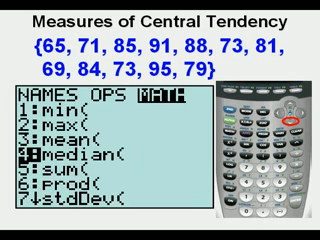 Measures of Central Tendency
{65, 71, 85, 91, 88, 73, 81,
69, 84, 73, 95, 79}
NAMES OPS MATH
1:min(
2:max(
3:mean(
4:median(
5:sum(
6:prod(
7↓stdDev(